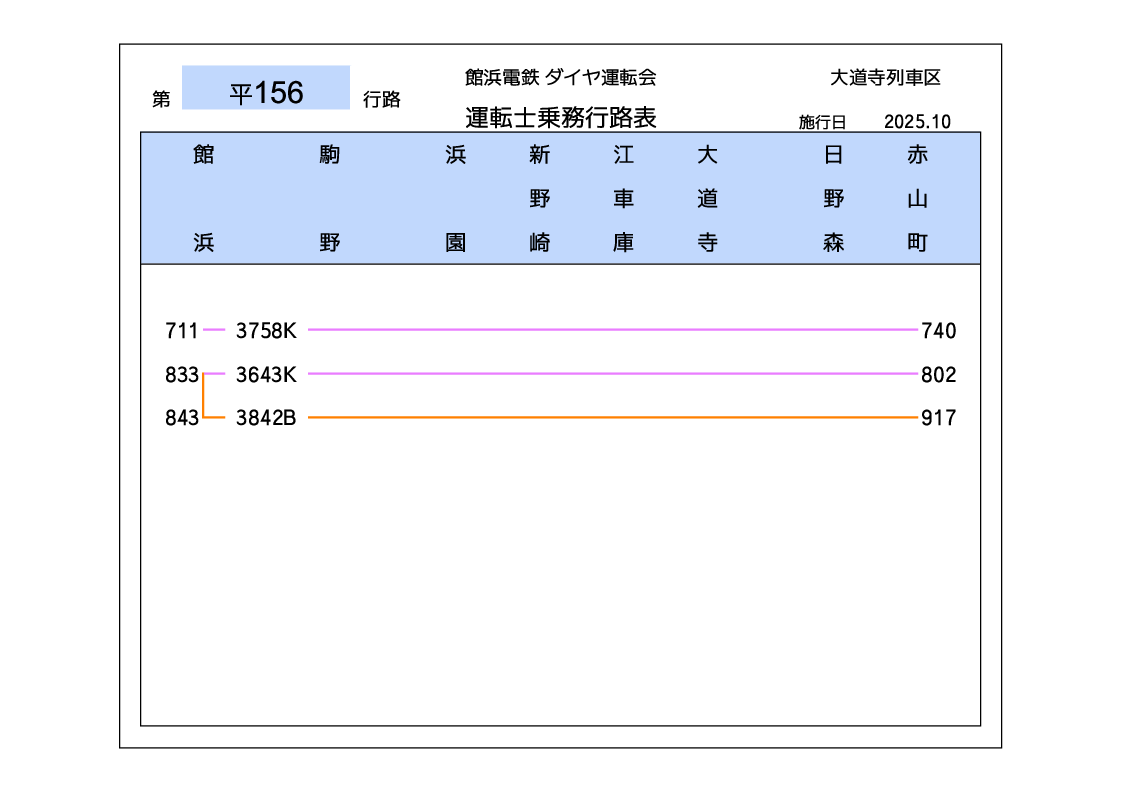 館浜電鉄 ダイヤ運転会
大道寺列車区
第 平156 行路
運転士乗務行路表
施行日 2025.10
館浜 駒野 浜園 新野崎 江車庫 大道寺 日野森 赤山町
711 3758K 740
833 3643K 802
843 3842B 917